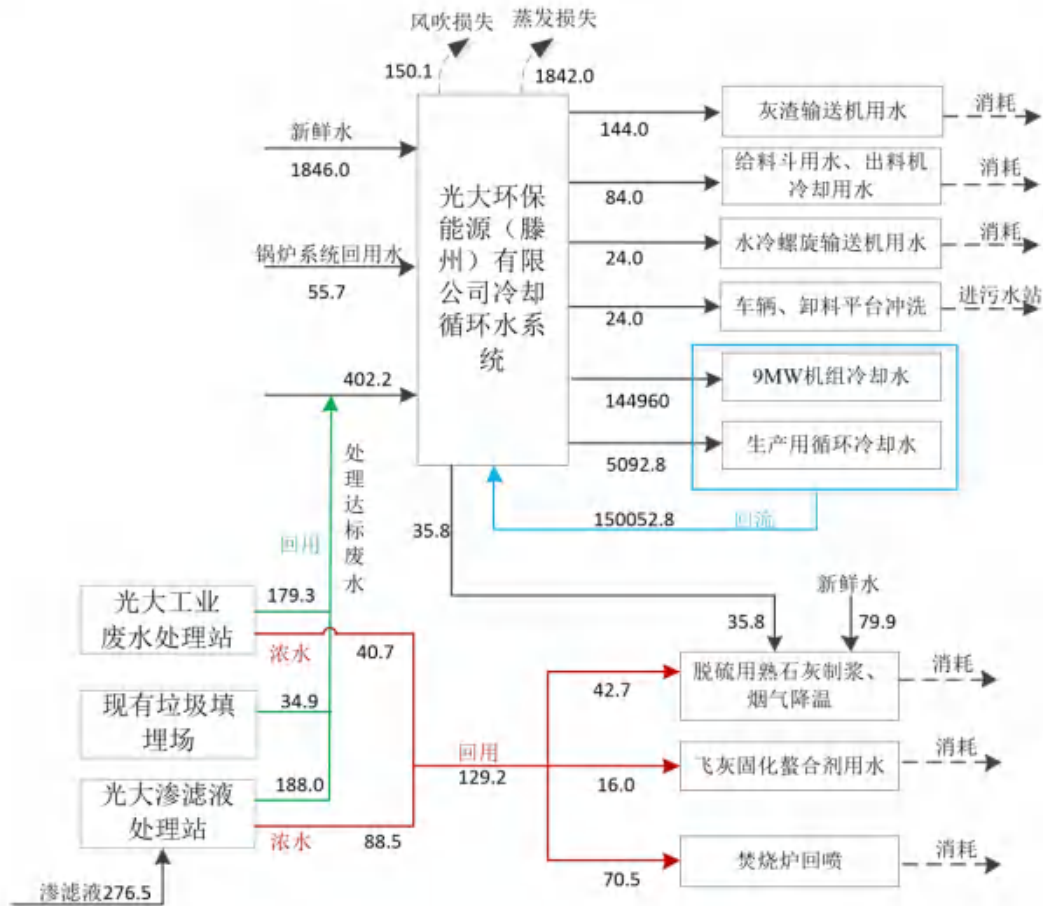 风吹损失
蒸发损失
150.1
1842.0
新鲜水
1846.0
锅炉系统回用水
55.7
402.2
光大环保
能源（滕
州）有限
公司冷却
循环水系
统
144.0
灰渣输送机用水
消耗
84.0
给料斗用水、出料机
冷却用水
消耗
24.0
水冷螺旋输送机用水
消耗
24.0
车辆、卸料平台冲洗
进污水站
144960
9MW机组冷却水
5092.8
生产用循环冷却水
150052.8
回流
35.8
处理达标废水
回用
光大工业
废水处理站
179.3
浓水
40.7
现有垃圾填
埋场
34.9
光大渗滤液
处理站
188.0
浓水
88.5
渗滤液276.5
回用
129.2
新鲜水
35.8
79.9
42.7
脱硫用熟石灰制浆、
烟气降温
消耗
16.0
飞灰固化螯合剂用水
消耗
70.5
焚烧炉回喷
消耗